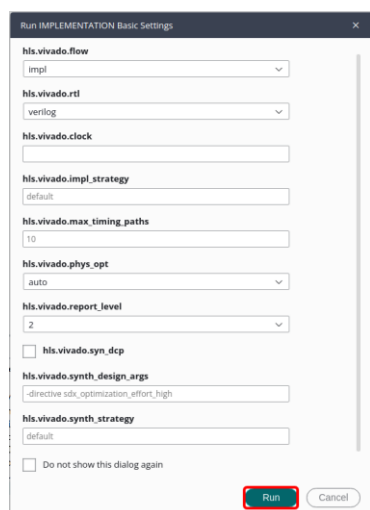 Run IMPLEMENTATION Basic Settings
hls.vivado.flow
impl
hls.vivado.rtl
verilog
hls.vivado.clock
hls.vivado.impl_strategy
default
hls.vivado.max_timing_paths
10
hls.vivado.phys_opt
auto
hls.vivado.report_level
2
hls.vivado.syn_dcp
hls.vivado.synth_design_args
-directive sdx_optimization_effort_high
hls.vivado.synth_strategy
default
Do not show this dialog again
Run Cancel